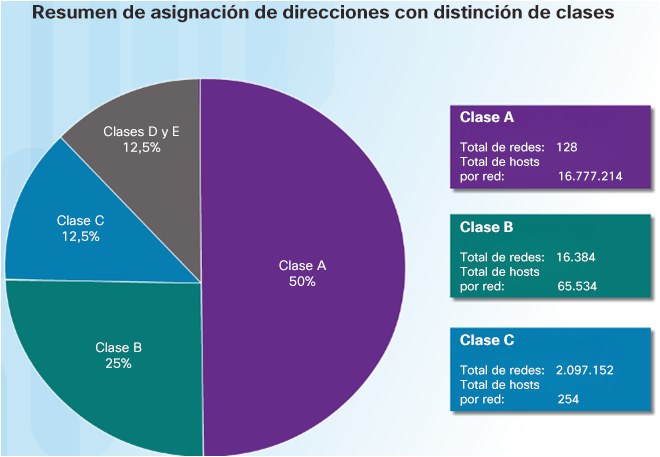 Resumen de asignación de direcciones con distinción de clases
Clases D y E
12,5%
Clase C
12,5%
Clase A
50%
Clase B
25%
Clase A
Total de redes: 128
Total de hosts
por red: 16.777.214
Clase B
Total de redes: 16.384
Total de hosts
por red: 65.534
Clase C
Total de redes: 2.097.152
Total de hosts
por red: 254